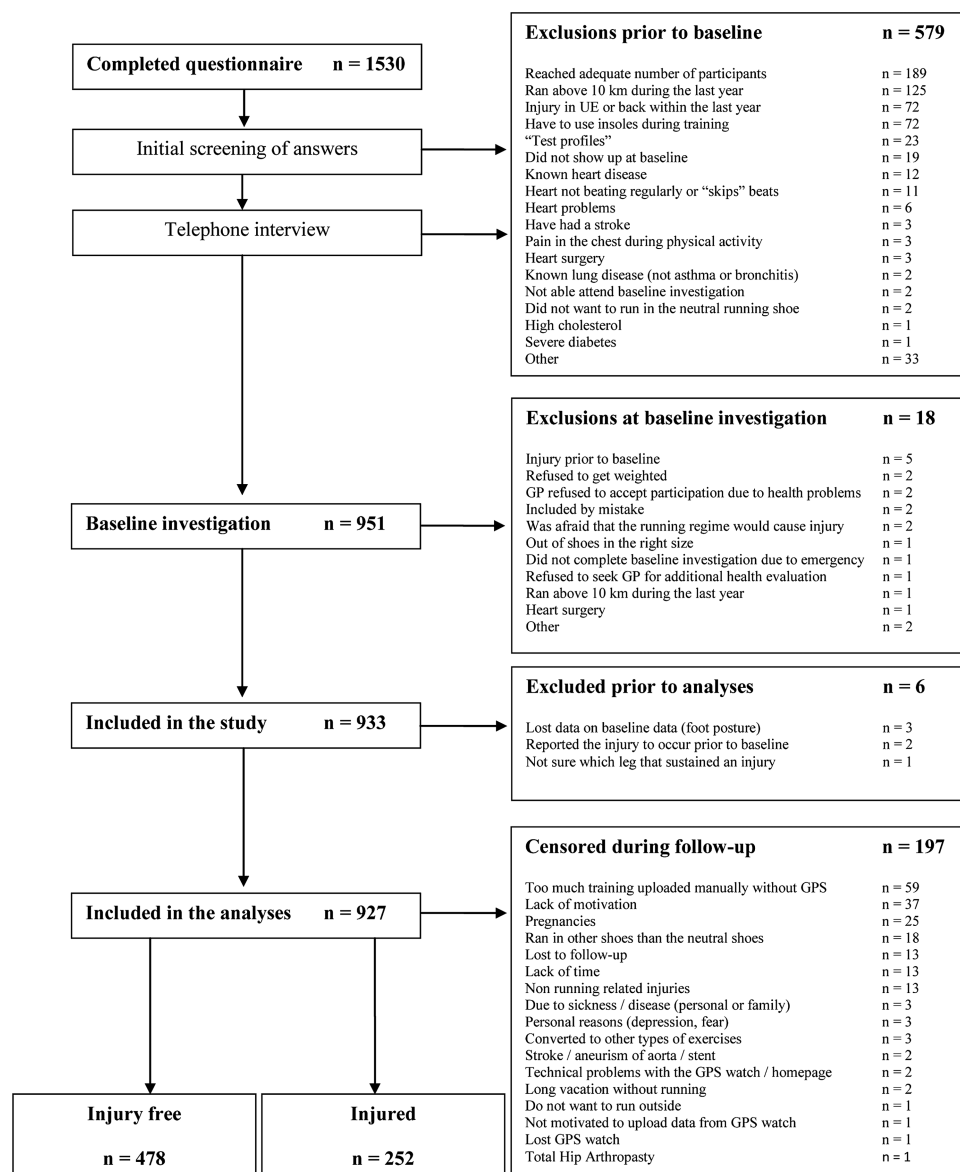 Completed questionnaire n = 1530
Initial screening of answers
Telephone interview
Exclusions prior to baseline n = 579
Reached adequate number of participants n = 189
Ran above 10 km during the last year n = 125
Injury in UE or back within the last year n = 72
Have to use insoles during training n = 72
“Test profiles” n = 23
Did not show up at baseline n = 19
Known heart disease n = 12
Heart not beating regularly or “skips” beats n = 11
Heart problems n = 6
Have had a stroke n = 3
Pain in the chest during physical activity n = 3
Heart surgery n = 3
Known lung disease (not asthma or bronchitis) n = 2
Not able attend baseline investigation n = 2
Did not want to run in the neutral running shoe n = 2
High cholesterol n = 1
Severe diabetes n = 1
Other n = 33
Baseline investigation n = 951
Exclusions at baseline investigation n = 18
Injury prior to baseline n = 5
Refused to get weighted n = 2
GP refused to accept participation due to health problems n = 2
Included by mistake n = 2
Was afraid that the running regime would cause injury n = 2
Out of shoes in the right size n = 1
Did not complete baseline investigation due to emergency n = 1
Refused to seek GP for additional health evaluation n = 1
Ran above 10 km during the last year n = 1
Heart surgery n = 1
Other n = 2
Included in the study n = 933
Excluded prior to analyses n = 6
Lost data on baseline data (foot posture) n = 3
Reported the injury to occur prior to baseline n = 2
Not sure which leg that sustained an injury n = 1
Included in the analyses n = 927
Censored during follow-up n = 197
Too much training uploaded manually without GPS n = 59
Lack of motivation n = 37
Pregnancies n = 25
Ran in other shoes than the neutral shoes n = 18
Lost to follow-up n = 13
Lack of time n = 13
Non running related injuries n = 13
Due to sickness / disease (personal or family) n = 3
Personal reasons (depression, fear) n = 3
Converted to other types of exercises n = 3
Stroke / aneurism of aorta / stent n = 2
Technical problems with the GPS watch / homepage n = 2
Long vacation without running n = 2
Do not want to run outside n = 1
Not motivated to upload data from GPS watch n = 1
Lost GPS watch n = 1
Total Hip Arthropasty n = 1
Injury free
n = 478
Injured
n = 252